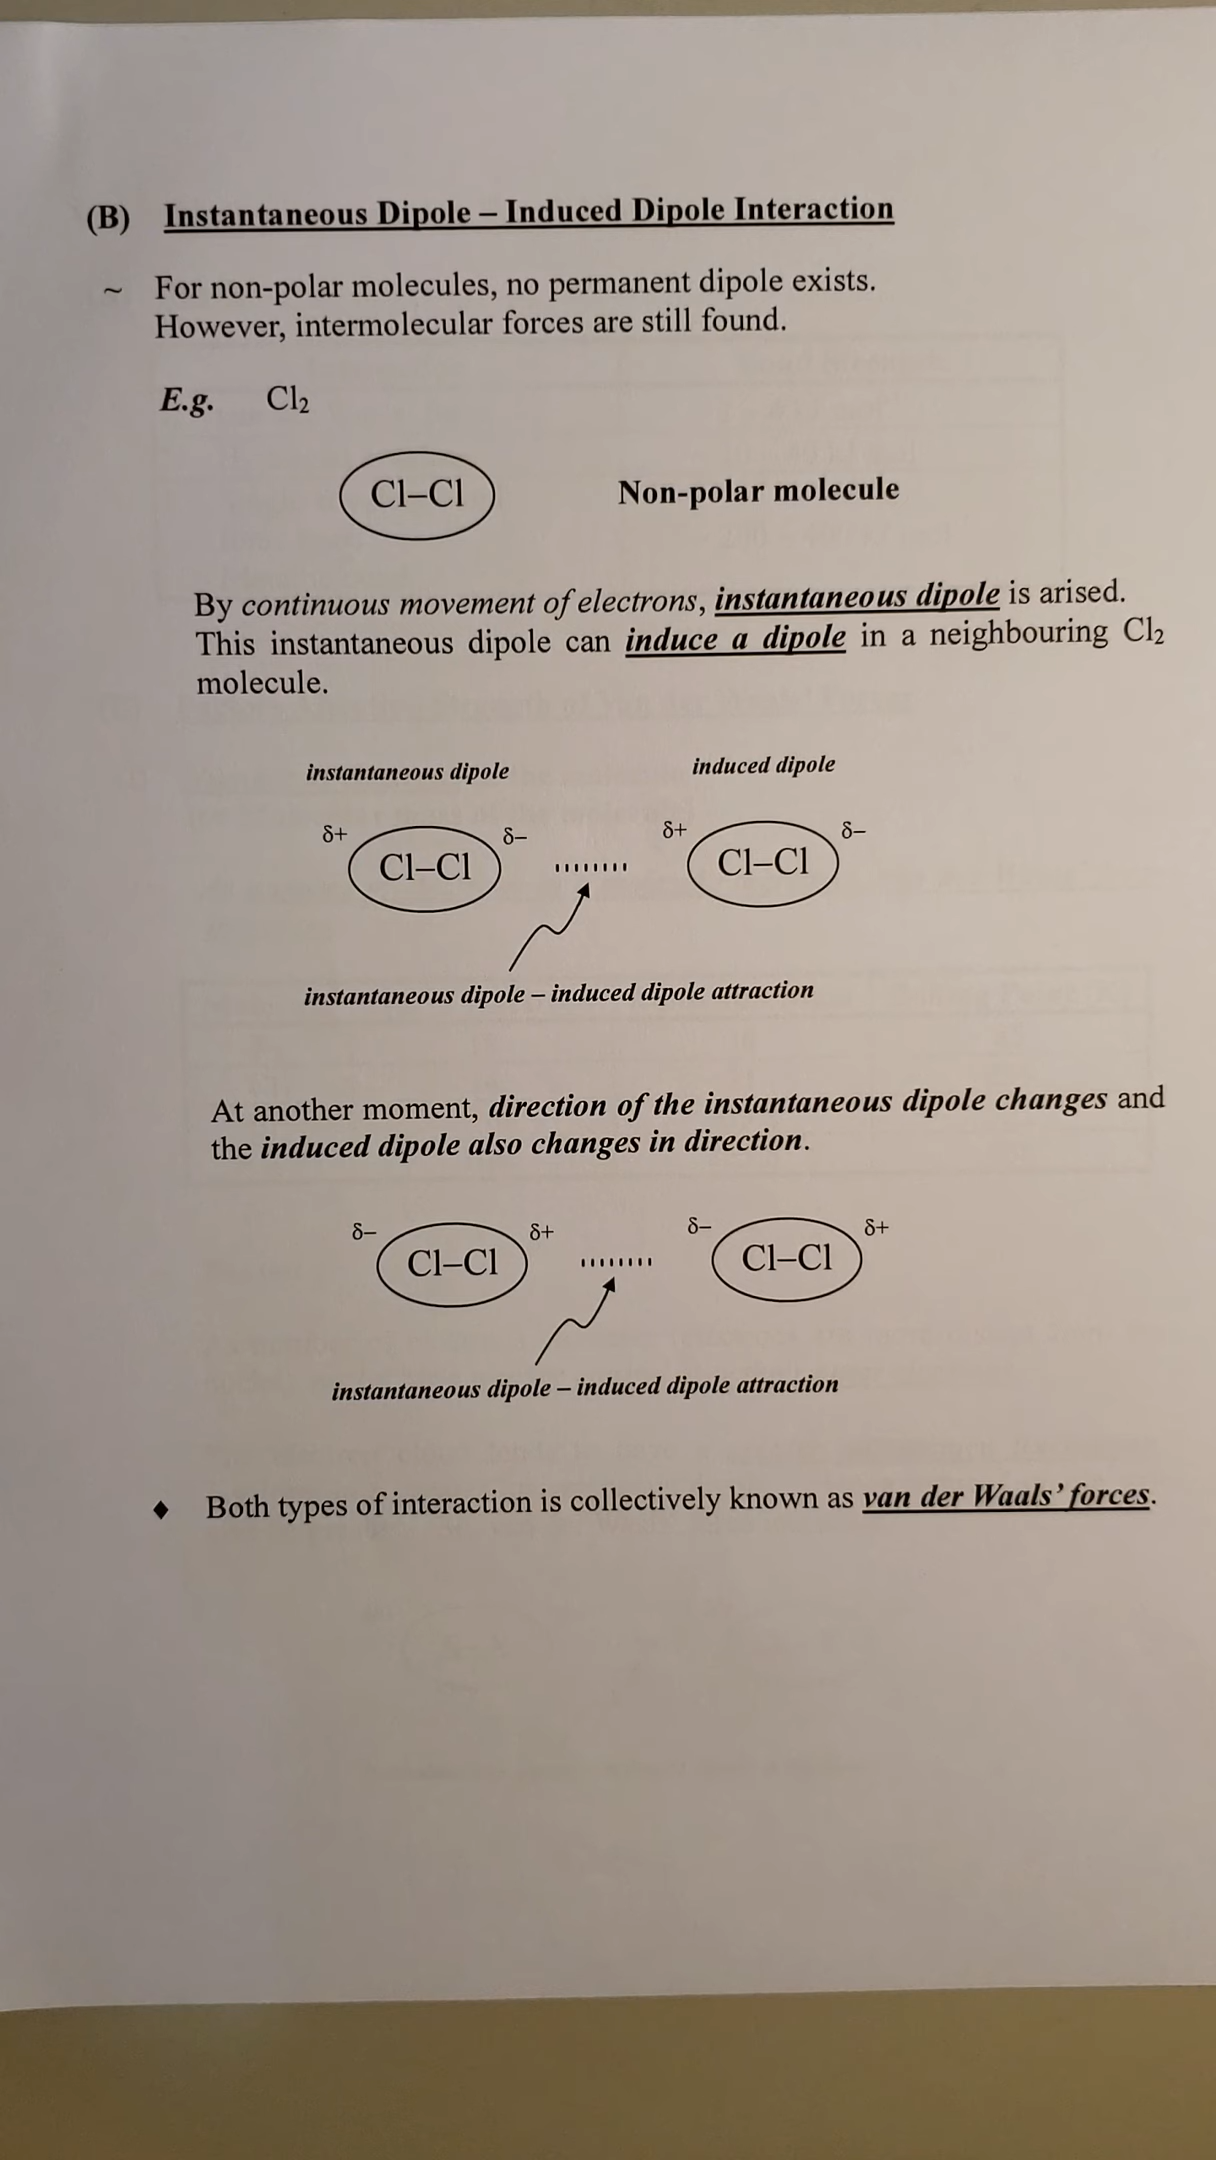 (B) Instantaneous Dipole – Induced Dipole Interaction
~ For non-polar molecules, no permanent dipole exists.
However, intermolecular forces are still found.
E.g. Cl₂
Cl–Cl Non-polar molecule
By continuous movement of electrons, instantaneous dipole is arised.
This instantaneous dipole can induce a dipole in a neighbouring Cl₂
molecule.
instantaneous dipole induced dipole
δ+ δ– δ+ δ–
Cl–Cl Cl–Cl
instantaneous dipole – induced dipole attraction
At another moment, direction of the instantaneous dipole changes and
the induced dipole also changes in direction.
δ– δ+ δ– δ+
Cl–Cl Cl–Cl
instantaneous dipole – induced dipole attraction
♦ Both types of interaction is collectively known as van der Waals' forces.